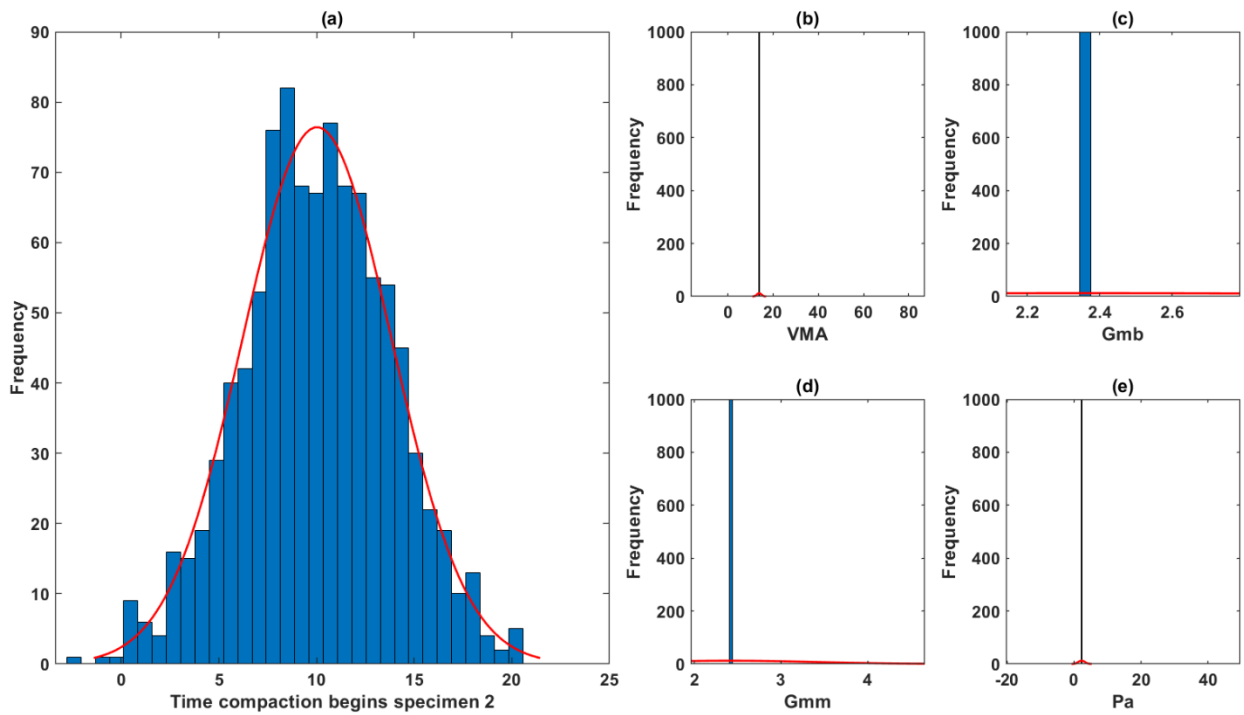 (a)
90
80
70
60
50
40
30
20
10
0
Frequency
0 5 10 15 20 25
Time compaction begins specimen 2
(b)
1000
800
600
400
200
0
Frequency
0 20 40 60 80
VMA
(c)
1000
800
600
400
200
0
Frequency
2.2 2.4 2.6
Gmb
(d)
1000
800
600
400
200
0
Frequency
2 3 4
Gmm
(e)
1000
800
600
400
200
0
Frequency
-20 0 20 40
Pa